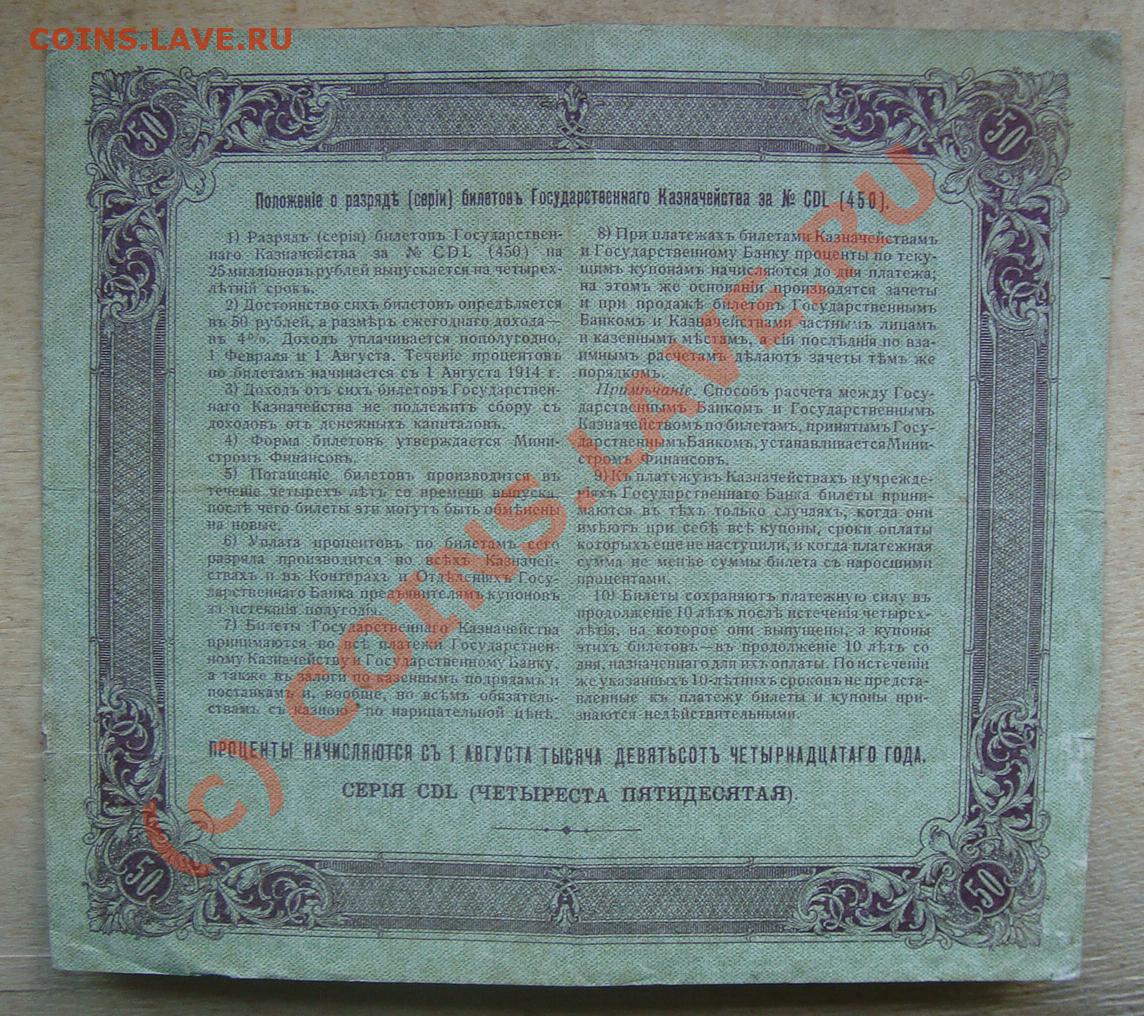 COINS.LAVE.RU
50
50
Положеніе о разрядѣ (серіи) билетовъ Государственнаго Казначейства за № CDL (450).
1) Разрядъ (серія) билетовъ Государствен-
наго Казначейства за № CDL (450) на
25 милліоновъ рублей выпускается на четырех-
лѣтній срокъ.
2) Достоинство сихъ билетовъ опредѣляется
въ 50 рублей, а размѣръ ежегоднаго дохода—
въ 4%. Доходъ уплачивается пополугодно,
1 Февраля и 1 Августа. Теченіе процентовъ
по билетамъ начинается съ 1 Августа 1914 г.
3) Доходъ отъ сихъ билетовъ Государствен-
наго Казначейства не подлежитъ сбору съ
доходовъ отъ денежныхъ капиталовъ.
4) Форма билетовъ утверждается Мини-
стромъ Финансовъ.
5) Погашеніе билетовъ производится въ
теченіе четырехъ лѣтъ со времени выпуска,
послѣ чего билеты эти могутъ быть обмѣнены
на новые.
6) Уплата процентовъ по билетамъ сего
разряда производится во всѣхъ Казначей-
ствахъ и въ Конторахъ и Отдѣленіяхъ Госу-
дарственнаго Банка предъявителямъ купоновъ
за истекшія полугодія.
7) Билеты Государственнаго Казначейства
принимаются во всѣ платежи Государствен-
ному Казначейству и Государственному Банку,
а также въ залоги по казеннымъ подрядамъ и
поставкамъ и, вообще, во всѣмъ обязатель-
ствамъ съ казною—по нарицательной цѣнѣ.
8) При платежахъ билетами Казначействамъ
и Государственному Банку проценты по теку-
щимъ купонамъ начисляются до дня платежа;
на этомъ же основаніи производятся зачеты
и при продажѣ билетовъ Государственнымъ
Банкомъ и Казначействами частнымъ лицамъ
и казеннымъ мѣстамъ, если послѣднія по вза-
имнымъ расчетамъ дѣлаютъ зачеты тѣмъ же
порядкомъ.
Примѣчаніе. Способъ расчета между Госу-
дарственнымъ Банкомъ и Государственнымъ
Казначействомъ по билетамъ, принятымъ Госу-
дарственнымъ Банкомъ, устанавливается Мини-
стромъ Финансовъ.
9) Къ платежу въ Казначействахъ и учрежде-
ніяхъ Государственнаго Банка билеты прини-
маются въ тѣхъ только случаяхъ, когда они
имѣютъ при себѣ всѣ купоны, сроки оплаты
которыхъ еще не наступили, и когда платежная
сумма не менѣе суммы билета съ наросшими
процентами.
10) Билеты сохраняютъ платежную силу въ
продолженіе 10 лѣтъ послѣ истеченія четырех-
лѣтія, на которое они выпущены, а купоны
этихъ билетовъ—въ продолженіе 10 лѣтъ со
дня, назначеннаго для ихъ оплаты. По истеченіи
же указанныхъ 10-лѣтнихъ сроковъ не предста-
вленные къ платежу билеты и купоны при-
знаются недѣйствительными.
ПРОЦЕНТЫ НАЧИСЛЯЮТСЯ СЪ 1 АВГУСТА ТЫСЯЧА ДЕВЯТЬСОТЪ ЧЕТЫРНАДЦАТАГО ГОДА.
СЕРІЯ CDL (ЧЕТЫРЕСТА ПЯТИДЕСЯТАЯ).
50
50
(c) COINS.LAVE.RU